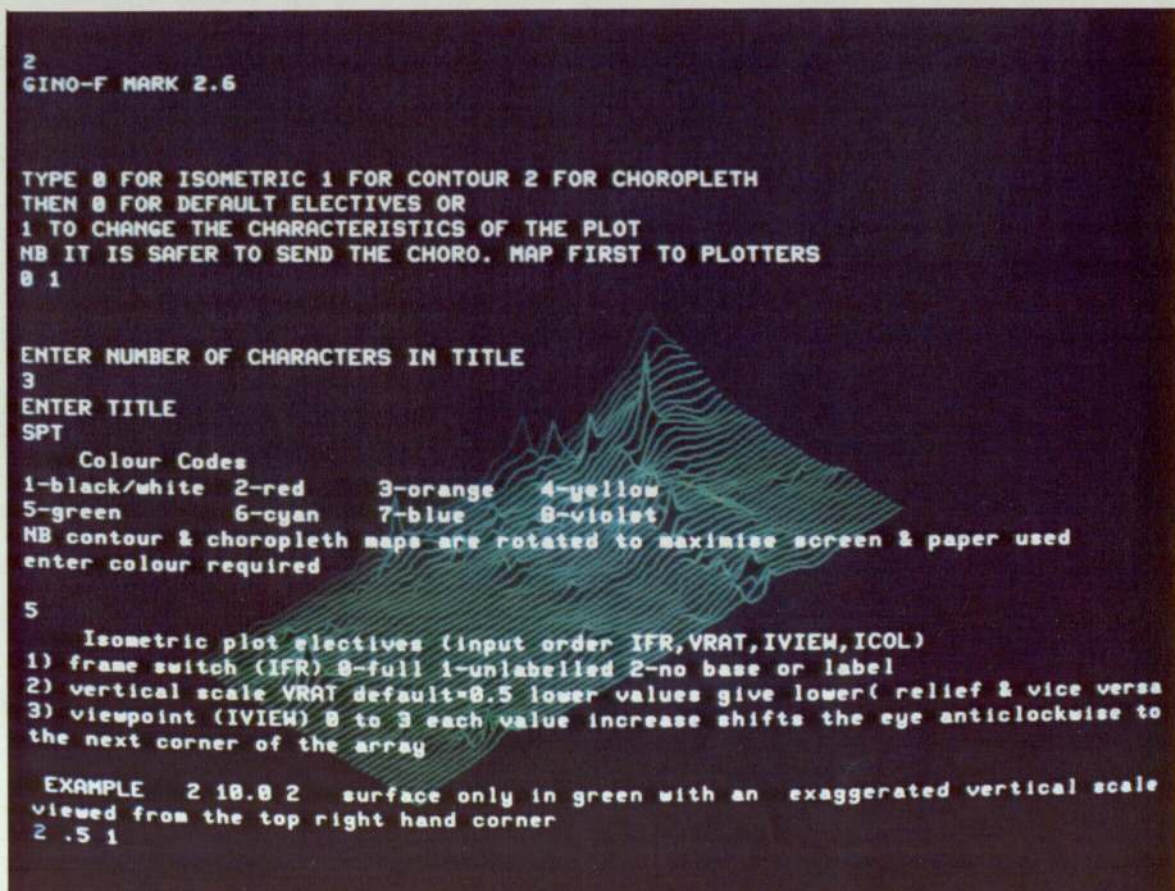 2
GINO-F MARK 2.6
TYPE 0 FOR ISOMETRIC 1 FOR CONTOUR 2 FOR CHOROPLETH
THEN 0 FOR DEFAULT ELECTIVES OR
1 TO CHANGE THE CHARACTERISTICS OF THE PLOT
NB IT IS SAFER TO SEND THE CHORO. MAP FIRST TO PLOTTERS
0 1
ENTER NUMBER OF CHARACTERS IN TITLE
3
ENTER TITLE
SPT
Colour Codes
1-black/white 2-red 3-orange 4-yellow
5-green 6-cyan 7-blue 8-violet
NB contour & choropleth maps are rotated to maximise screen & paper used
enter colour required
5
Isometric plot electives (input order IFR,VRAT,IVIEW,ICOL)
1) frame switch (IFR) 0-full 1-unlabelled 2-no base or label
2) vertical scale VRAT default=0.5 lower values give lower( relief & vice versa
3) viewpoint (IVIEW) 0 to 3 each value increase shifts the eye anticlockwise to
the next corner of the array
EXAMPLE 2 10.0 2 surface only in green with an exaggerated vertical scale
viewed from the top right hand corner
2 .5 1